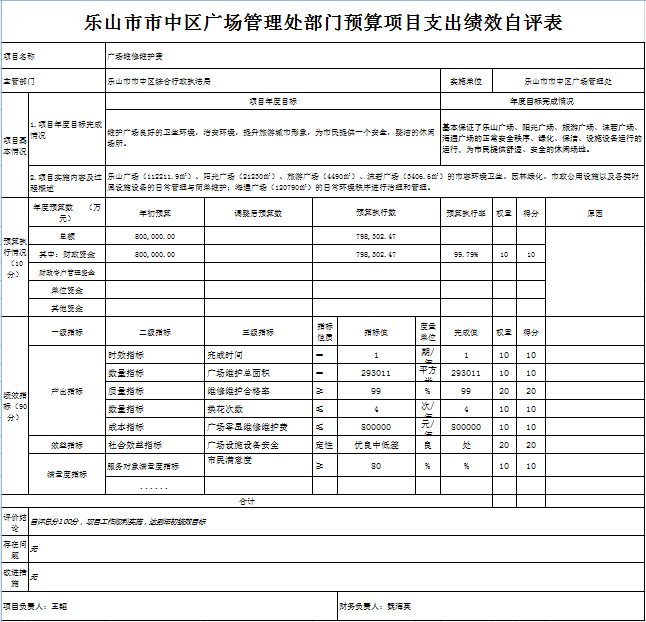 乐山市市中区广场管理处部门预算项目支出绩效自评表
项目名称 广场维修维护费
主管部门 乐山市市中区综合行政执法局 实施单位 乐山市市中区广场管理处
项目基本情况 1.项目年度目标完成情况 项目年度目标 年度目标完成情况
维护广场良好的卫生环境，治安环境，提升旅游城市形象，为市民提供一个安全，整洁的休闲场所。
基本保证了乐山广场、阳光广场、旅游广场、沫若广场、海通广场的正常安全秩序、绿化、保洁、设施设备运行的运行，为市民提供舒适、安全的休闲场地。
2.项目实施内容及过程概述 乐山广场（112211.9㎡）、阳光广场（21230㎡）、旅游广场（4490㎡）、沫若广场（3406.6㎡）的市容环境卫生、园林绿化、市政公用设施以及各类附属设施设备的日常管理与简单维护；海通广场（120790㎡）的日常环境秩序进行治理和管理。
预算执行情况（10分） 年度预算数 （万元） 年初预算 调整后预算数 预算执行数 预算执行率 权重 得分 原因
总额 800,000.00 798,302.47
其中：财政资金 800,000.00 798,302.47 99.79% 10 10
财政专户管理资金
单位资金
其他资金
绩效指标（90分） 一级指标 二级指标 三级指标 指标性质 指标值 度量单位 完成值 权重 得分
产出指标 时效指标 完成时间 ＝ 1 期/年 1 10 10
数量指标 广场维护总面积 ＝ 293011 平方米 293011 10 10
质量指标 维修维护合格率 ≥ 99 % 99 20 20
数量指标 换花次数 ≤ 4 次/年 4 10 10
成本指标 广场零星维修维护费 ≤ 800000 元/年 800000 10 10
效益指标 社会效益指标 广场设施设备安全 定性 优良中低差 良 处 20 20
满意度指标 服务对象满意度指标 市民满意度 ≥ 80 % % 10 10
......
合计
评价结论 自评总分100分，项目工作顺利实施，达到年初绩效目标
存在问题 无
改进措施 无
项目负责人：王韬 财务负责人：魏海英